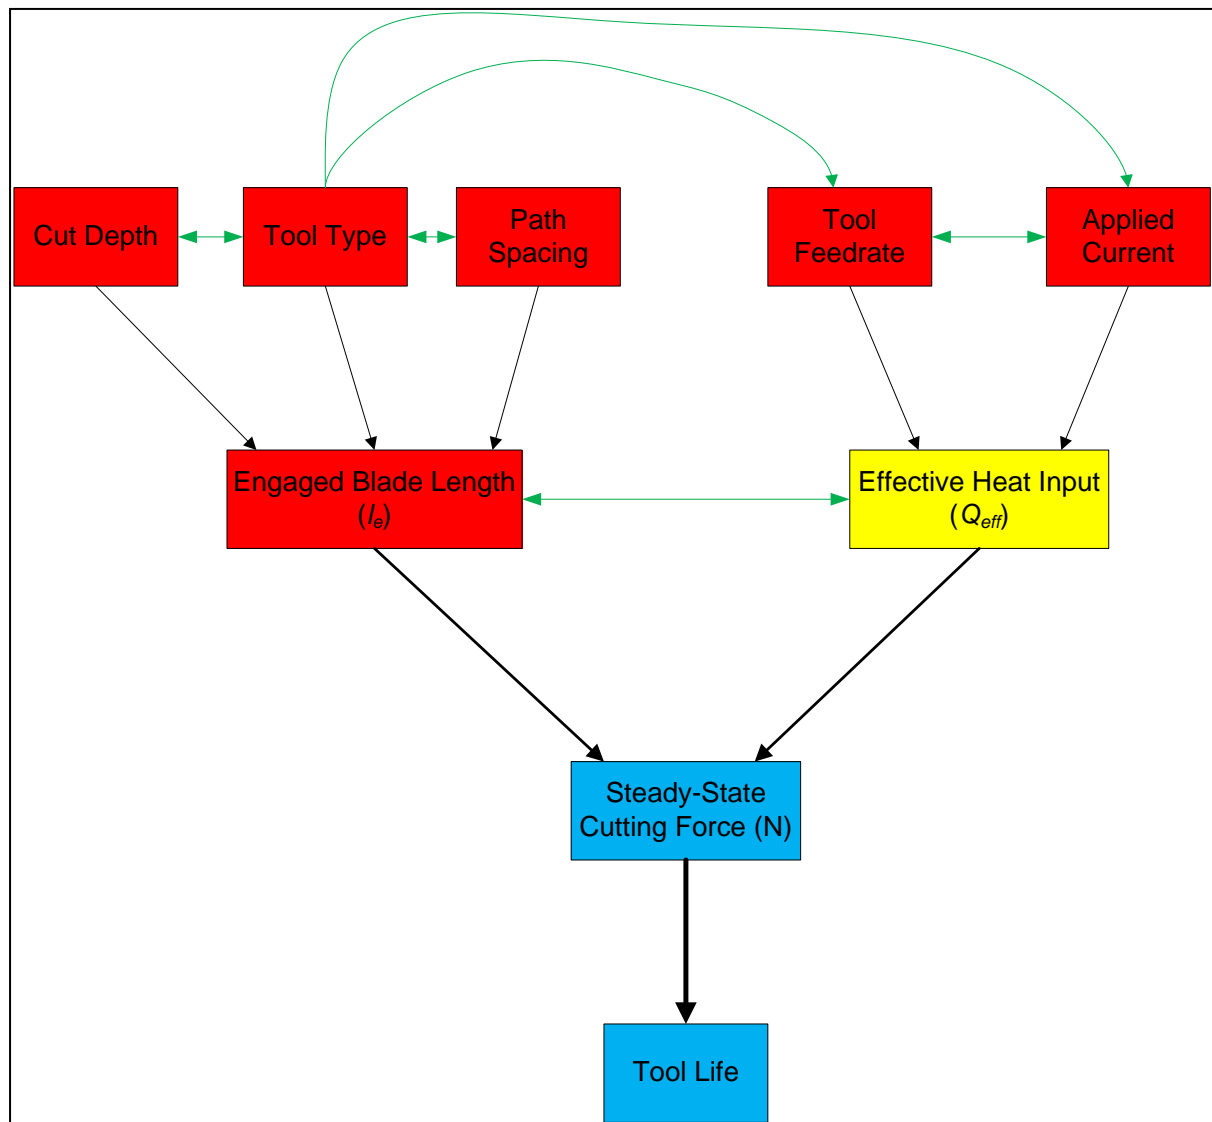 Cut Depth
Tool Type
Path
Spacing
Tool
Feedrate
Applied
Current
Engaged Blade Length
(lₑ)
Effective Heat Input
(Q_eff)
Steady-State
Cutting Force (N)
Tool Life